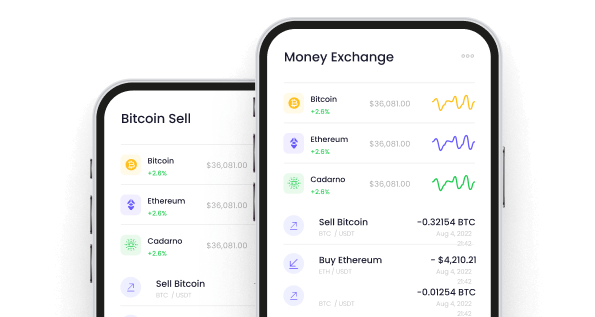 Bitcoin Sell
Bitcoin
+2.6%
$36,081.00
Ethereum
+2.6%
$36,081.00
Cadarno
+2.6%
$36,081.00
Sell Bitcoin
BTC / USDT
Money Exchange
Bitcoin
+2.6%
$36,081.00
Ethereum
+2.6%
$36,081.00
Cadarno
+2.6%
$36,081.00
Sell Bitcoin
BTC / USDT
-0.32154 BTC
Aug 4, 2022
21:42
Buy Ethereum
ETH / USDT
- $4,210.21
Aug 4, 2022
21:42
BTC / USDT
-0.01254 BTC
Aug 4, 2022
21:42